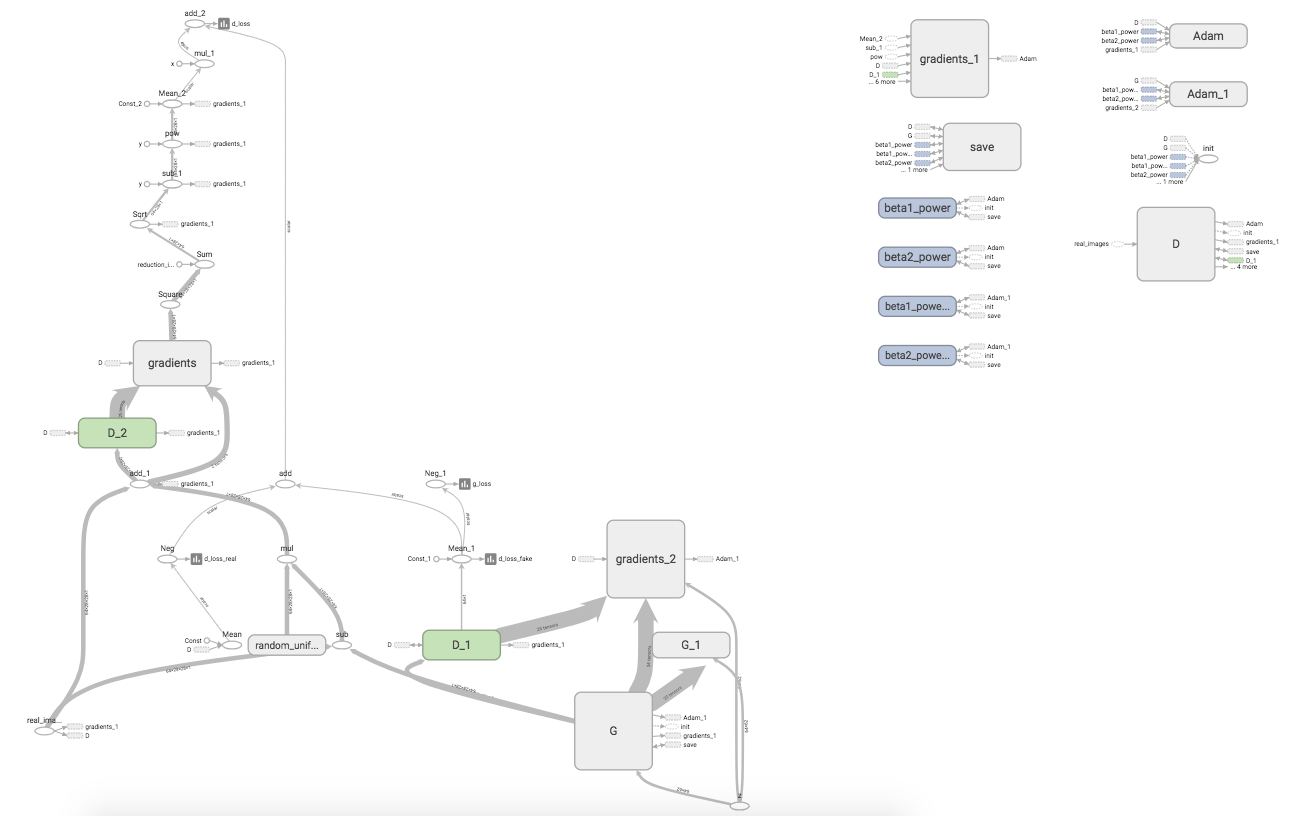 add_2
d_loss
mul_1
x
Mean_2
Const_2
gradients_1
pow
y
gradients_1
sub_1
y
gradients_1
Sqrt
gradients_1
Sum
reduction_i...
Square
gradients
D
gradients_1
D_2
D
gradients_1
add_1
gradients_1
add
Neg_1
g_loss
scalar
Neg
d_loss_real
mul
Const_1
Mean_1
d_loss_fake
Const
D
Mean
random_unif...
sub
D
D_1
gradients_1
25 tensors
D
gradients_2
Adam_1
G_1
real_ima...
gradients_1
D
G
Adam_1
init
gradients_1
save
Mean_2
sub_1
pow
D
D_1
... 6 more
gradients_1
Adam
D
G
beta1_power
beta1_pow...
beta2_power
... 1 more
save
beta1_power
Adam
init
save
beta2_power
Adam
init
save
beta1_powe...
Adam_1
init
save
beta2_powe...
Adam_1
init
save
D
beta1_power
beta2_power
gradients_1
Adam
G
beta1_pow...
beta2_pow...
gradients_2
Adam_1
D
G
beta1_power
beta1_pow...
beta2_power
... 1 more
init
real_images
D
Adam
init
gradients_1
save
D_1
... 4 more